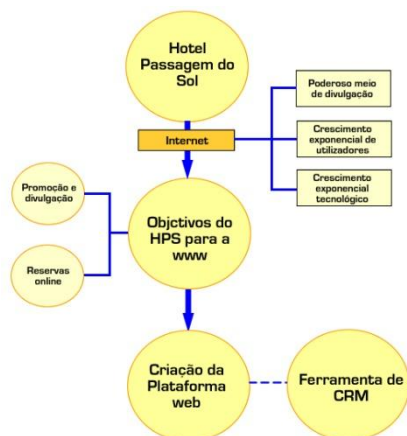 Hotel
Passagem do
Sol
Internet
Poderoso meio
de divulgação
Crescimento
exponencial de
utilizadores
Crescimento
exponencial
tecnológico
Promoção e
divulgação
Reservas
online
Objctivos do
HPS para a
www
Criação da
Plataforma
web
Ferramenta de
CRM